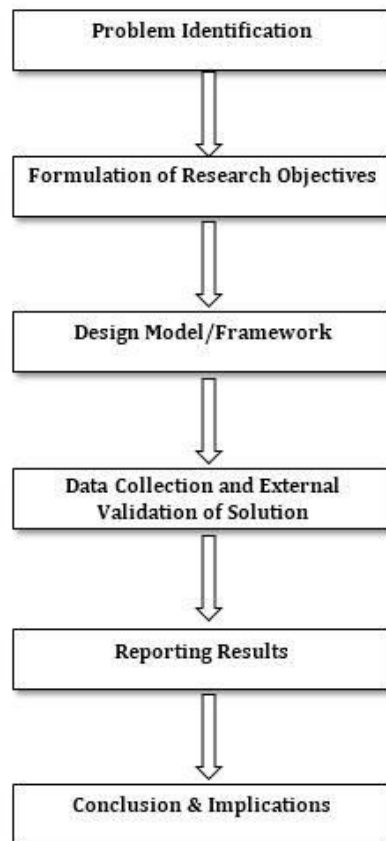 Problem Identification
Formulation of Research Objectives
Design Model/Framework
Data Collection and External
Validation of Solution
Reporting Results
Conclusion & Implications